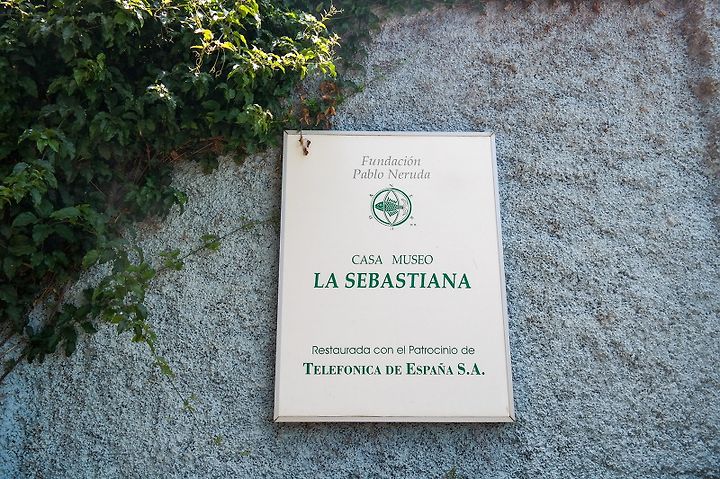 Fundación
Pablo Neruda
CASA MUSEO
LA SEBASTIANA
Restaurada con el Patrocinio de
TELEFONICA DE ESPAÑA S.A.